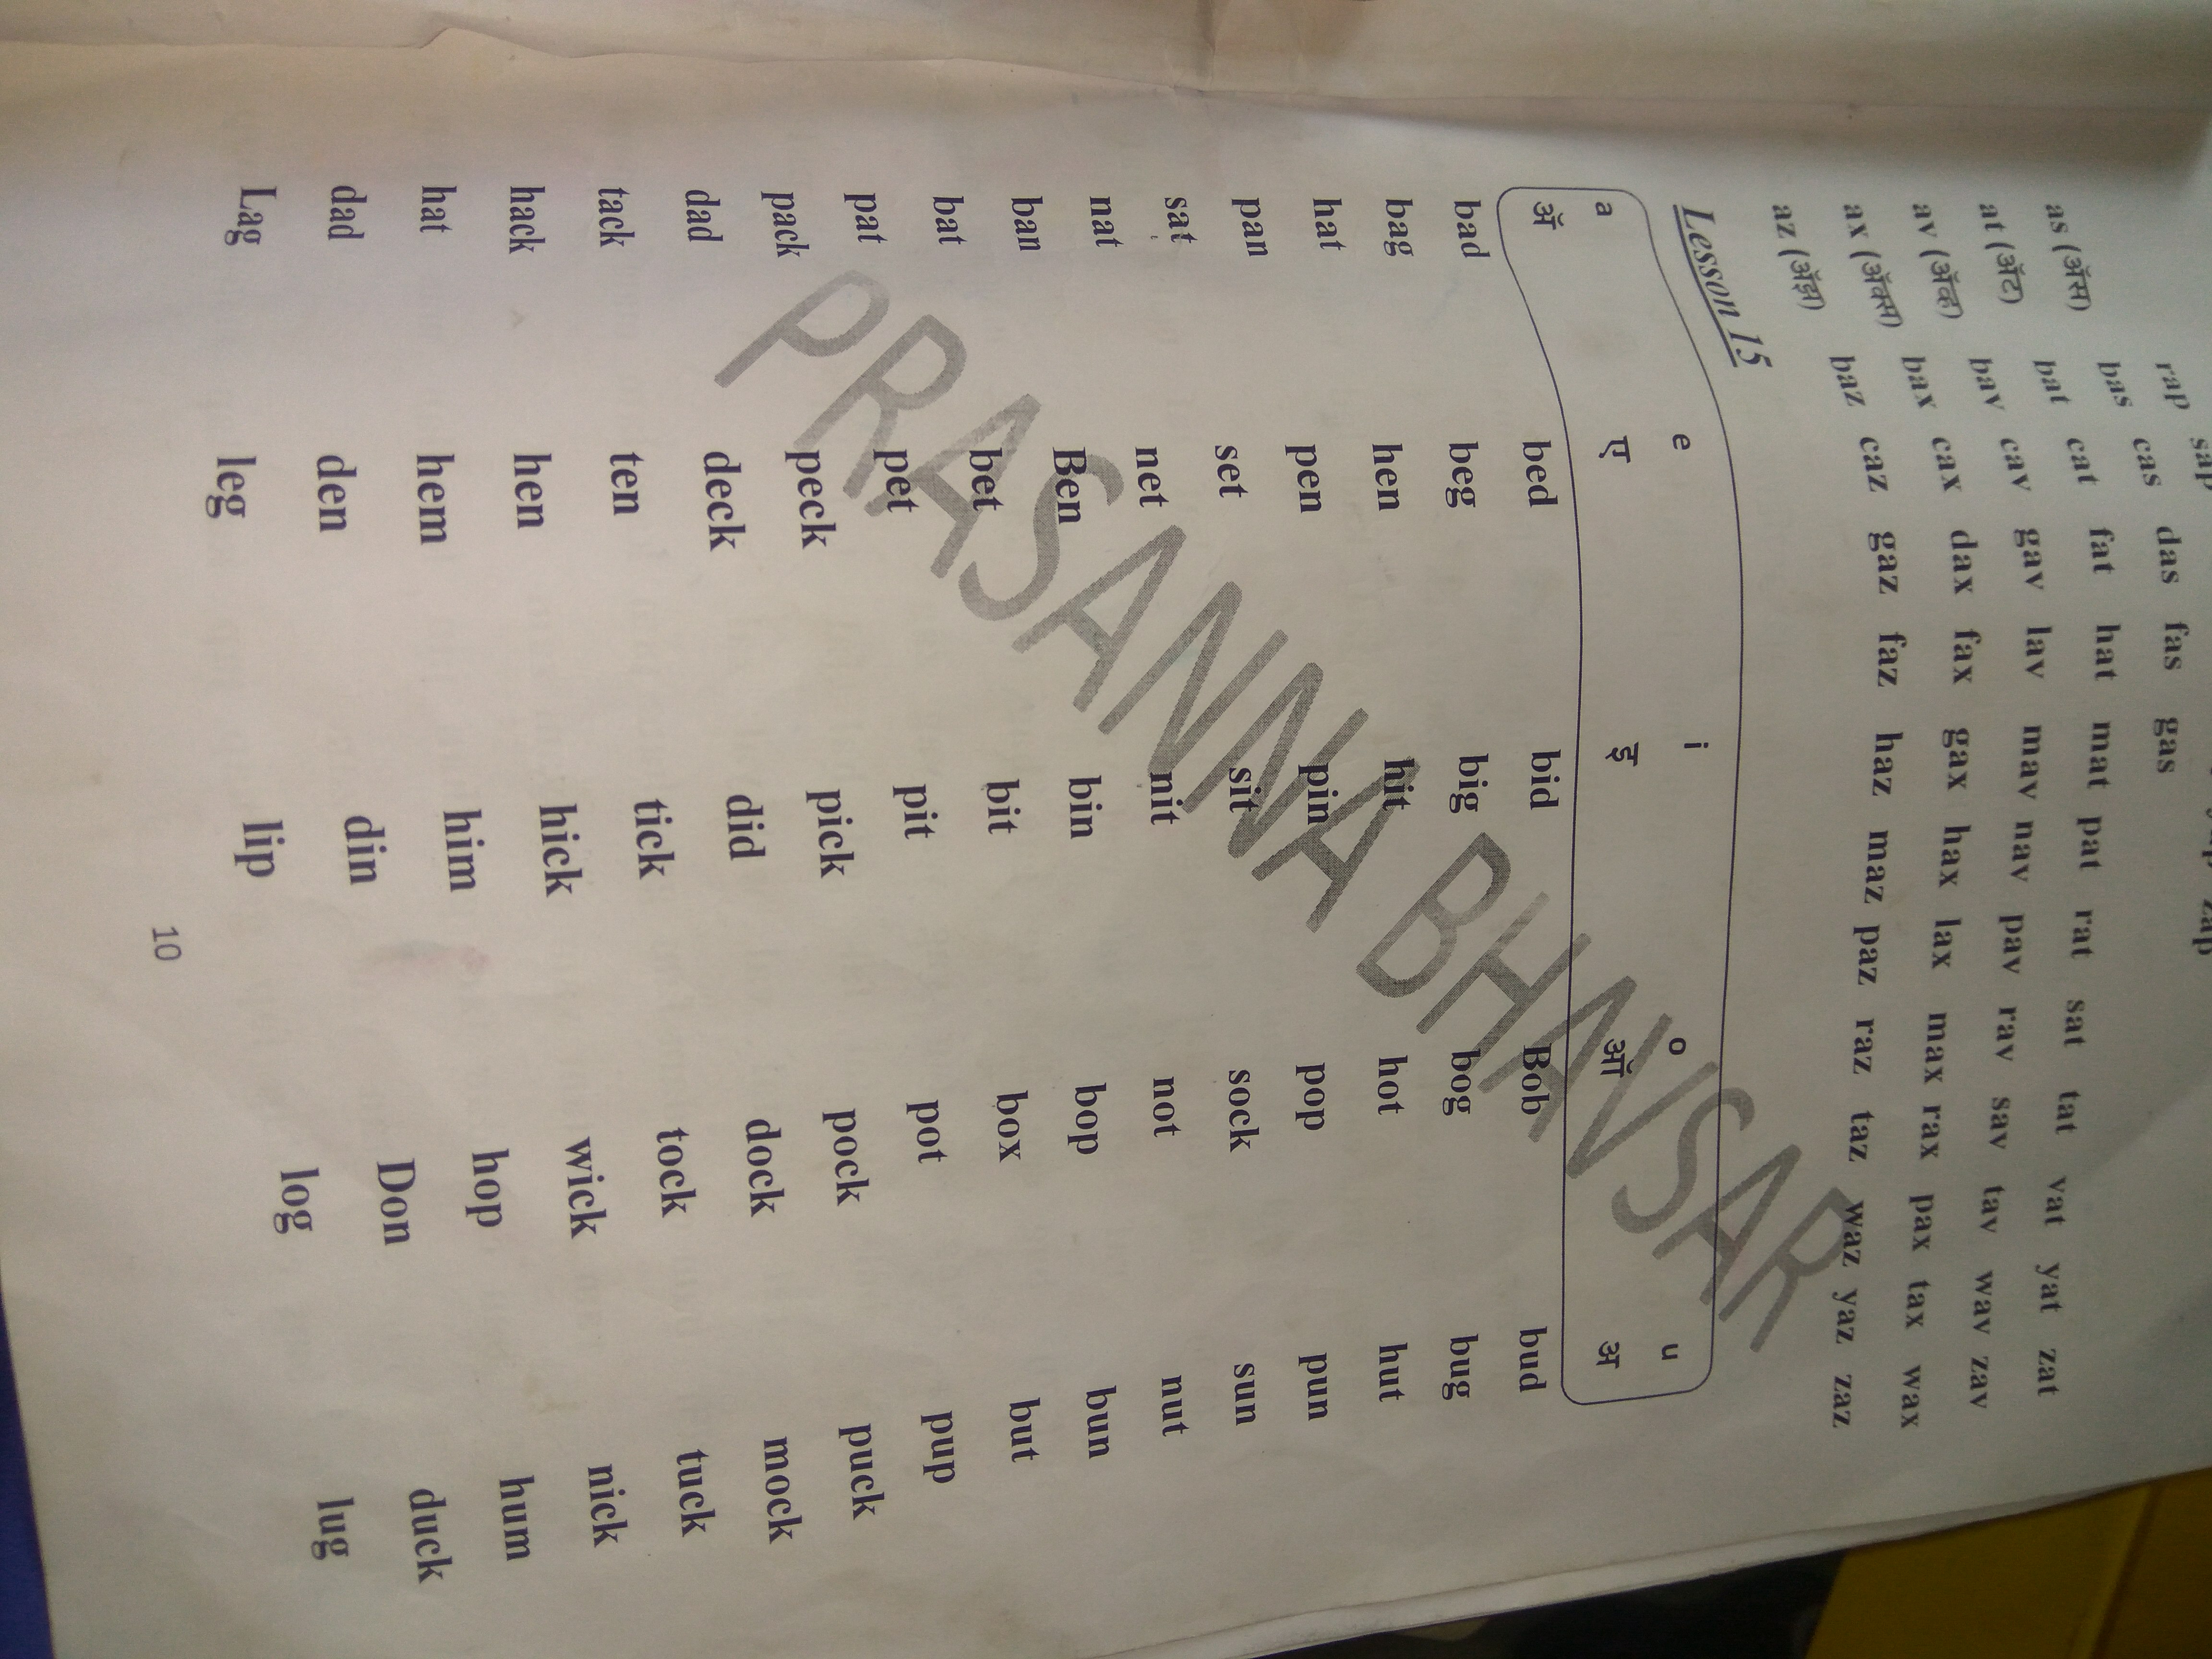 rap sap zap
bas cas das fas gas
as (ॲस)
at (ॲट) bat cat fat hat mat pat rat sat tat vat yat zat
av (ॲव्ह) bav cav gav lav mav nav pav rav sav tav wav zav
ax (ॲक्स) bax cax dax fax gax hax lax max rax pax tax wax
az (ॲझ) baz caz gaz faz haz maz paz raz taz waz yaz zaz
Lesson 15
a e i o u
ॲ ए इ ऑ अ
bad bed bid Bob bud
bag beg big bog bug
hat hen hit hot hut
pan pen pin pop pun
sat set sit sock sun
nat net nit not nut
ban Ben bin bop bun
bat bet bit box but
pat pet pit pot pup
pack peck pick pock puck
dad deck did dock mock
tack ten tick tock tuck
hack hen hick wick nick
hat hem him hop hum
dad den din Don duck
Lag leg lip log lug
10
PRASANNA BHAVSAR